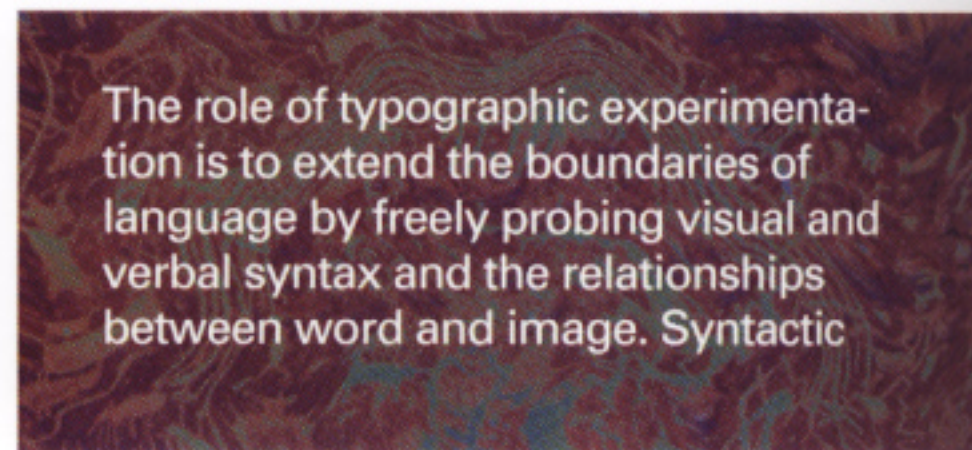 The role of typographic experimenta-
tion is to extend the boundaries of
language by freely probing visual and
verbal syntax and the relationships
between word and image. Syntactic